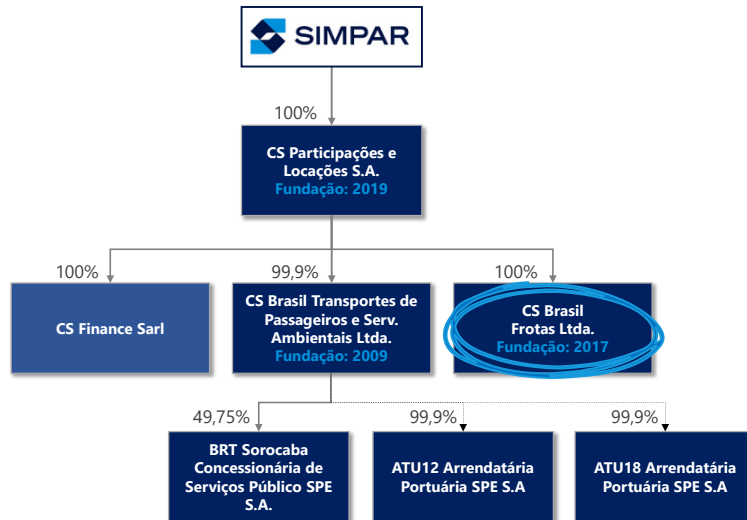 SIMPAR
100%
CS Participações e
Locações S.A.
Fundação: 2019
100%
99,9%
100%
CS Finance Sarl
CS Brasil Transportes de
Passageiros e Serv.
Ambientais Ltda.
Fundação: 2009
CS Brasil
Frotas Ltda.
Fundação: 2017
49,75%
99,9%
99,9%
BRT Sorocaba
Concessionária de
Serviços Público SPE
S.A.
ATU12 Arrendatária
Portuária SPE S.A
ATU18 Arrendatária
Portuária SPE S.A